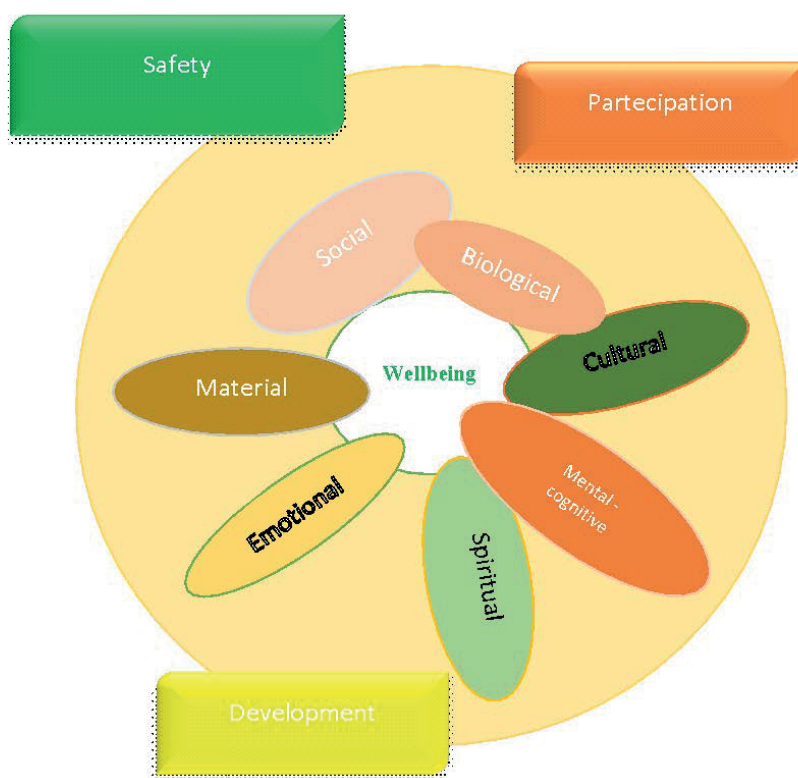 Safety
Partecipation
Social
Biological
Cultural
Wellbeing
Material
Mental -
cognitive
Emotional
Spiritual
Development